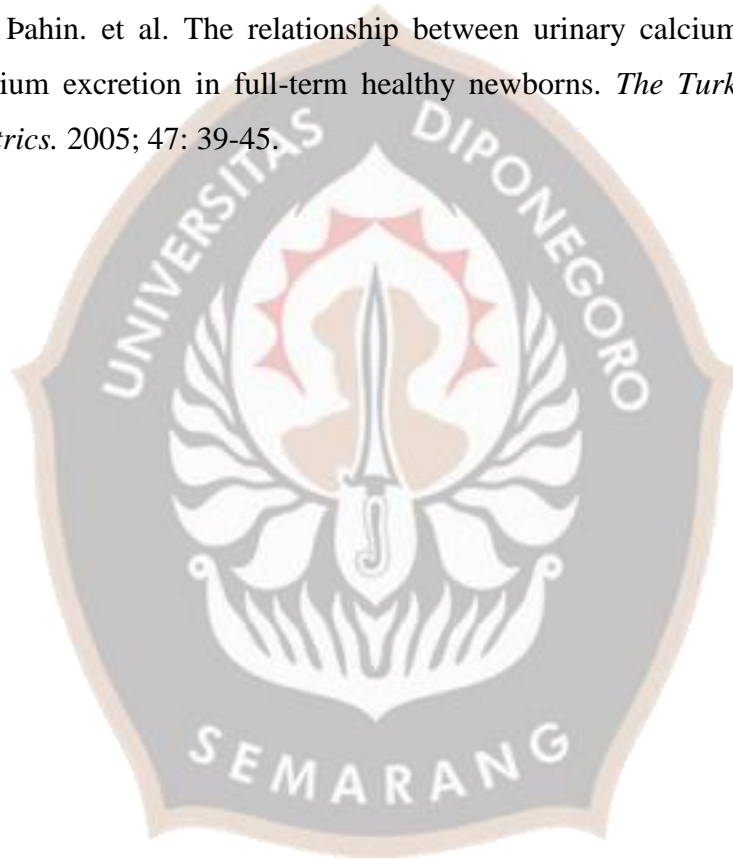 Þahin. et al. The relationship between urinary calcium
ium excretion in full-term healthy newborns. The Turk
trics. 2005; 47: 39-45.
UNIVERSITAS DIPONEGORO
SEMARANG